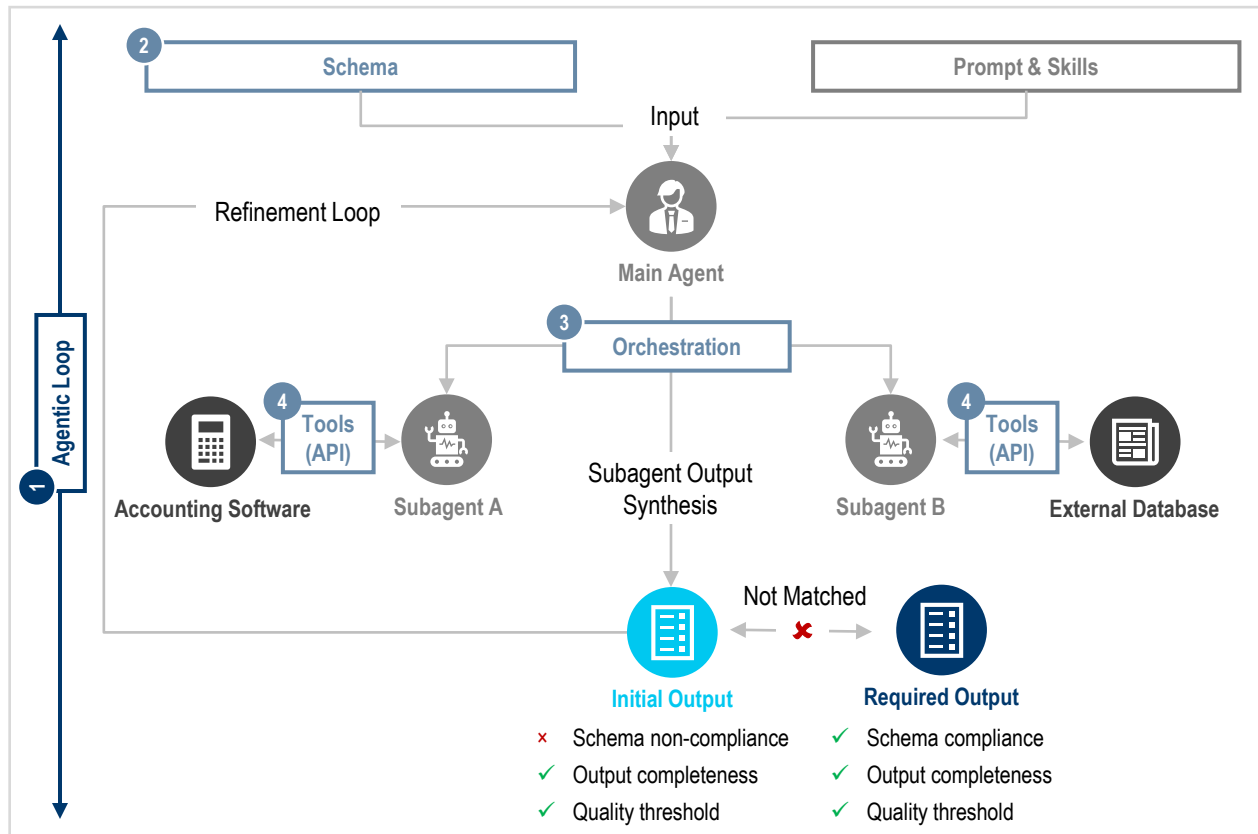 2
Schema
Prompt & Skills
Input
Refinement Loop
Main Agent
3
Orchestration
1
Agentic Loop
4
Tools
(API)
4
Tools
(API)
Accounting Software
Subagent A
Subagent B
External Database
Subagent Output
Synthesis
Not Matched
Initial Output
Required Output
Schema non-compliance
Schema compliance
Output completeness
Output completeness
Quality threshold
Quality threshold